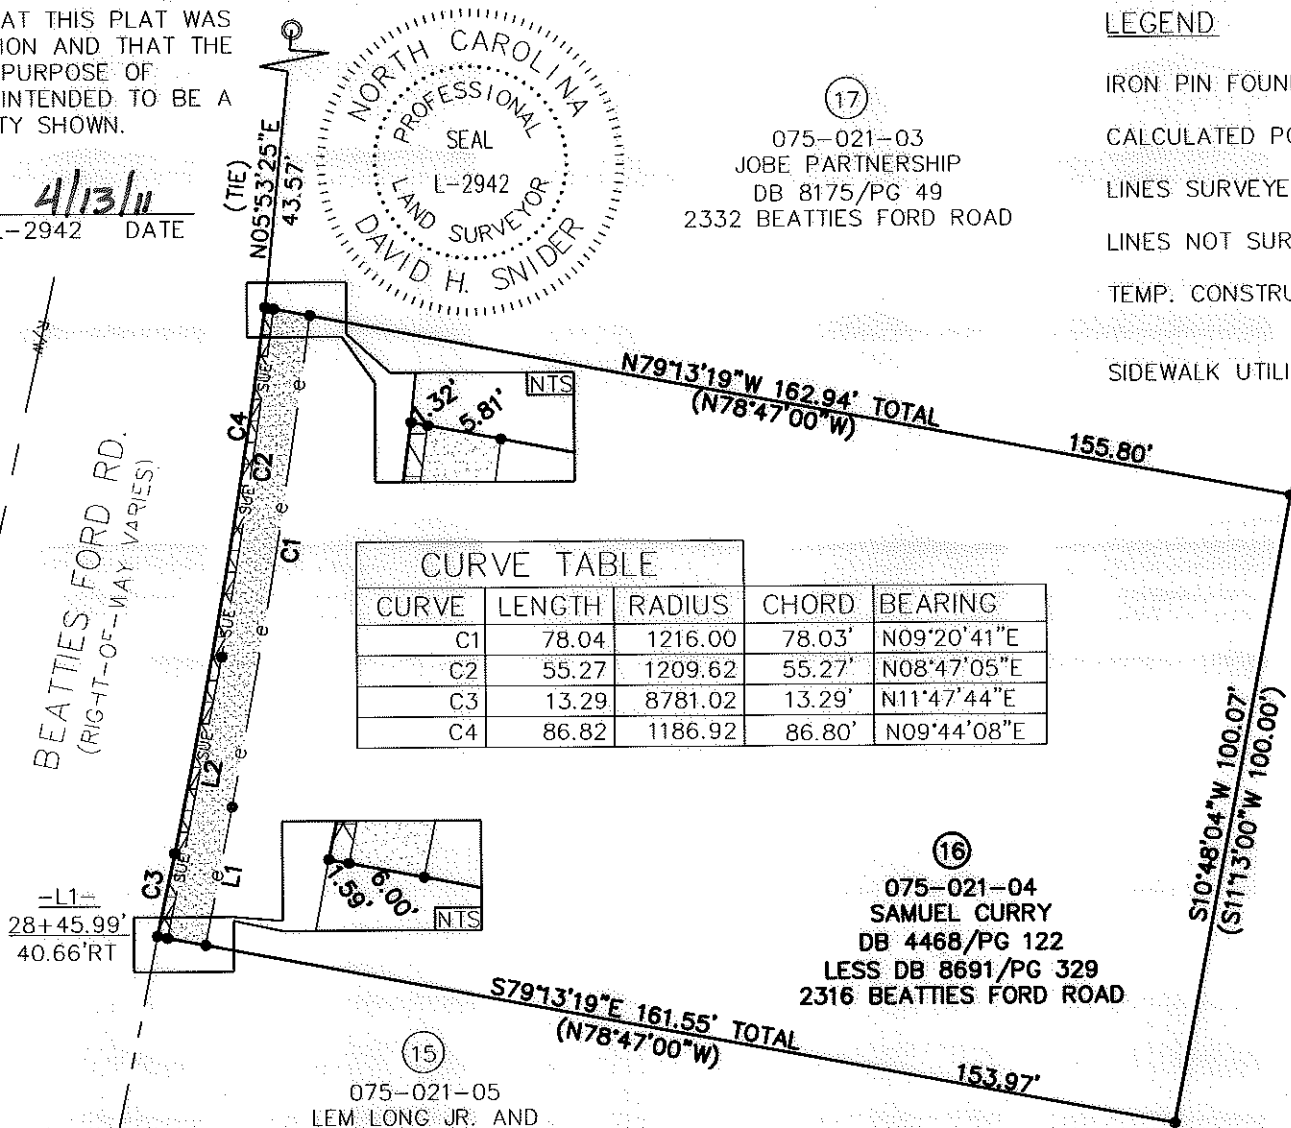 AT THIS PLAT WAS
ION AND THAT THE
PURPOSE OF
INTENDED TO BE A
TY SHOWN.
4/13/11
L-2942 DATE
(TIE)
N05°53'25"E
43.57'
NORTH CAROLINA
PROFESSIONAL
SEAL
L-2942
LAND SURVEYOR
DAVID H. SNIDER
17
075-021-03
JOBE PARTNERSHIP
DB 8175/PG 49
2332 BEATTIES FORD ROAD
LEGEND
IRON PIN FOUN
CALCULATED PO
LINES SURVEYE
LINES NOT SUR
TEMP. CONSTRU
SIDEWALK UTILI
N79°13'19"W 162.94' TOTAL
(N78°47'00"W)
155.80'
NTS
1.32'
5.81'
BEATTIES FORD RD.
(RIGHT-OF-WAY VARIES)
C4
SUE
C2
SUE
C1
SUE
L2
SUE
C3
SUE
L1
e
e
e
e
e
e
CURVE TABLE
CURVE LENGTH RADIUS CHORD BEARING
C1 78.04 1216.00 78.03' N09°20'41"E
C2 55.27 1209.62 55.27' N08°47'05"E
C3 13.29 8781.02 13.29' N11°47'44"E
C4 86.82 1186.92 86.80' N09°44'08"E
S10°48'04"W 100.07'
(S11°13'00"W 100.00')
1.59'
6.00'
NTS
-L1-
28+45.99'
40.66'RT
16
075-021-04
SAMUEL CURRY
DB 4468/PG 122
LESS DB 8691/PG 329
2316 BEATTIES FORD ROAD
S79°13'19"E 161.55' TOTAL
(N78°47'00"W)
153.97'
15
075-021-05
LEM LONG JR. AND